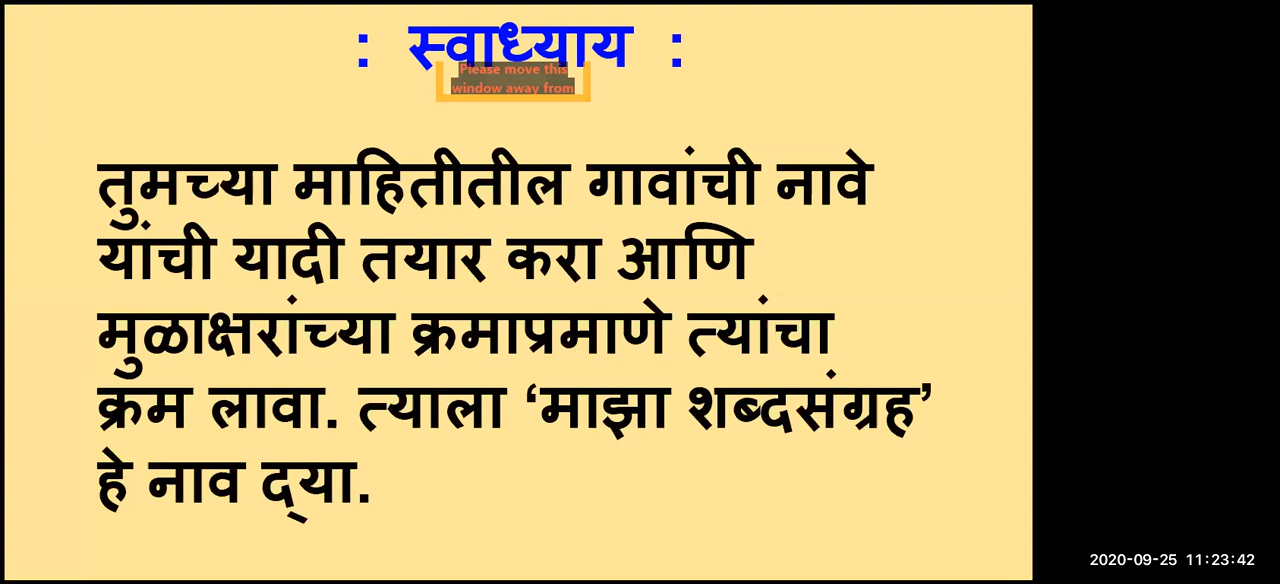 : स्वाध्याय :
Please move this
window away from
तुमच्या माहितीतील गावांची नावे
यांची यादी तयार करा आणि
मुळाक्षरांच्या क्रमाप्रमाणे त्यांचा
क्रम लावा. त्याला ‘माझा शब्दसंग्रह’
हे नाव द्‌या.
2020-09-25 11:23:42